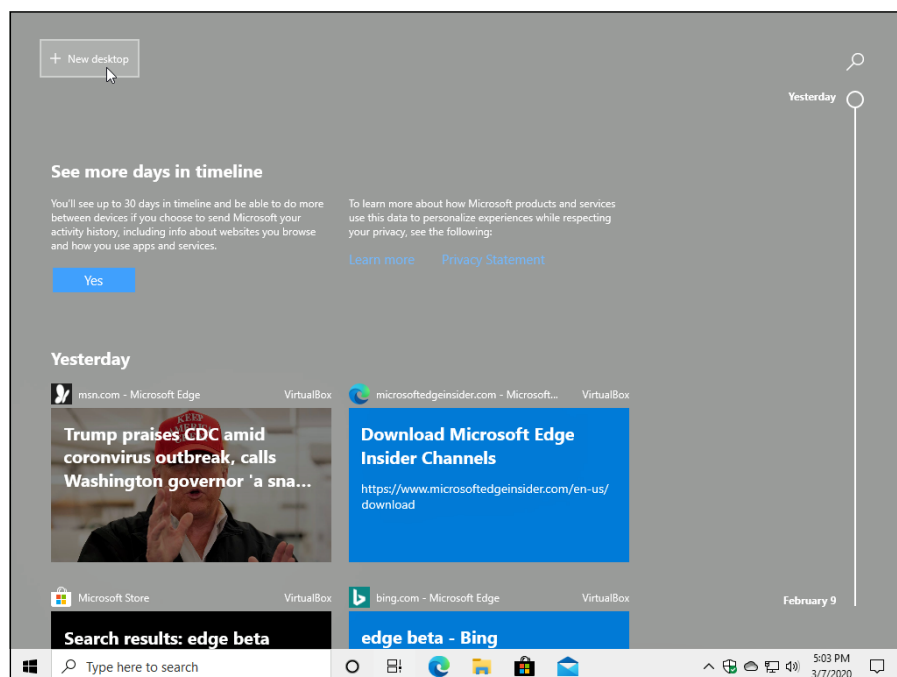 + New desktop
Yesterday
See more days in timeline
You'll see up to 30 days in timeline and be able to do more
between devices if you choose to send Microsoft your
activity history, including info about websites you browse
and how you use apps and services.
Yes
To learn more about how Microsoft products and services
use this data to personalize experiences while respecting
your privacy, see the following:
Learn more Privacy Statement
Yesterday
msn.com - Microsoft Edge VirtualBox
KEEP
AMERICA
Trump praises CDC amid
coronvirus outbreak, calls
Washington governor 'a sna...
microsoftedgeinsider.com - Microsoft... VirtualBox
Download Microsoft Edge
Insider Channels
https://www.microsoftedgeinsider.com/en-us/
download
Microsoft Store VirtualBox
Search results: edge beta
bing.com - Microsoft Edge VirtualBox
edge beta - Bing
February 9
Type here to search
5:03 PM
3/7/2020